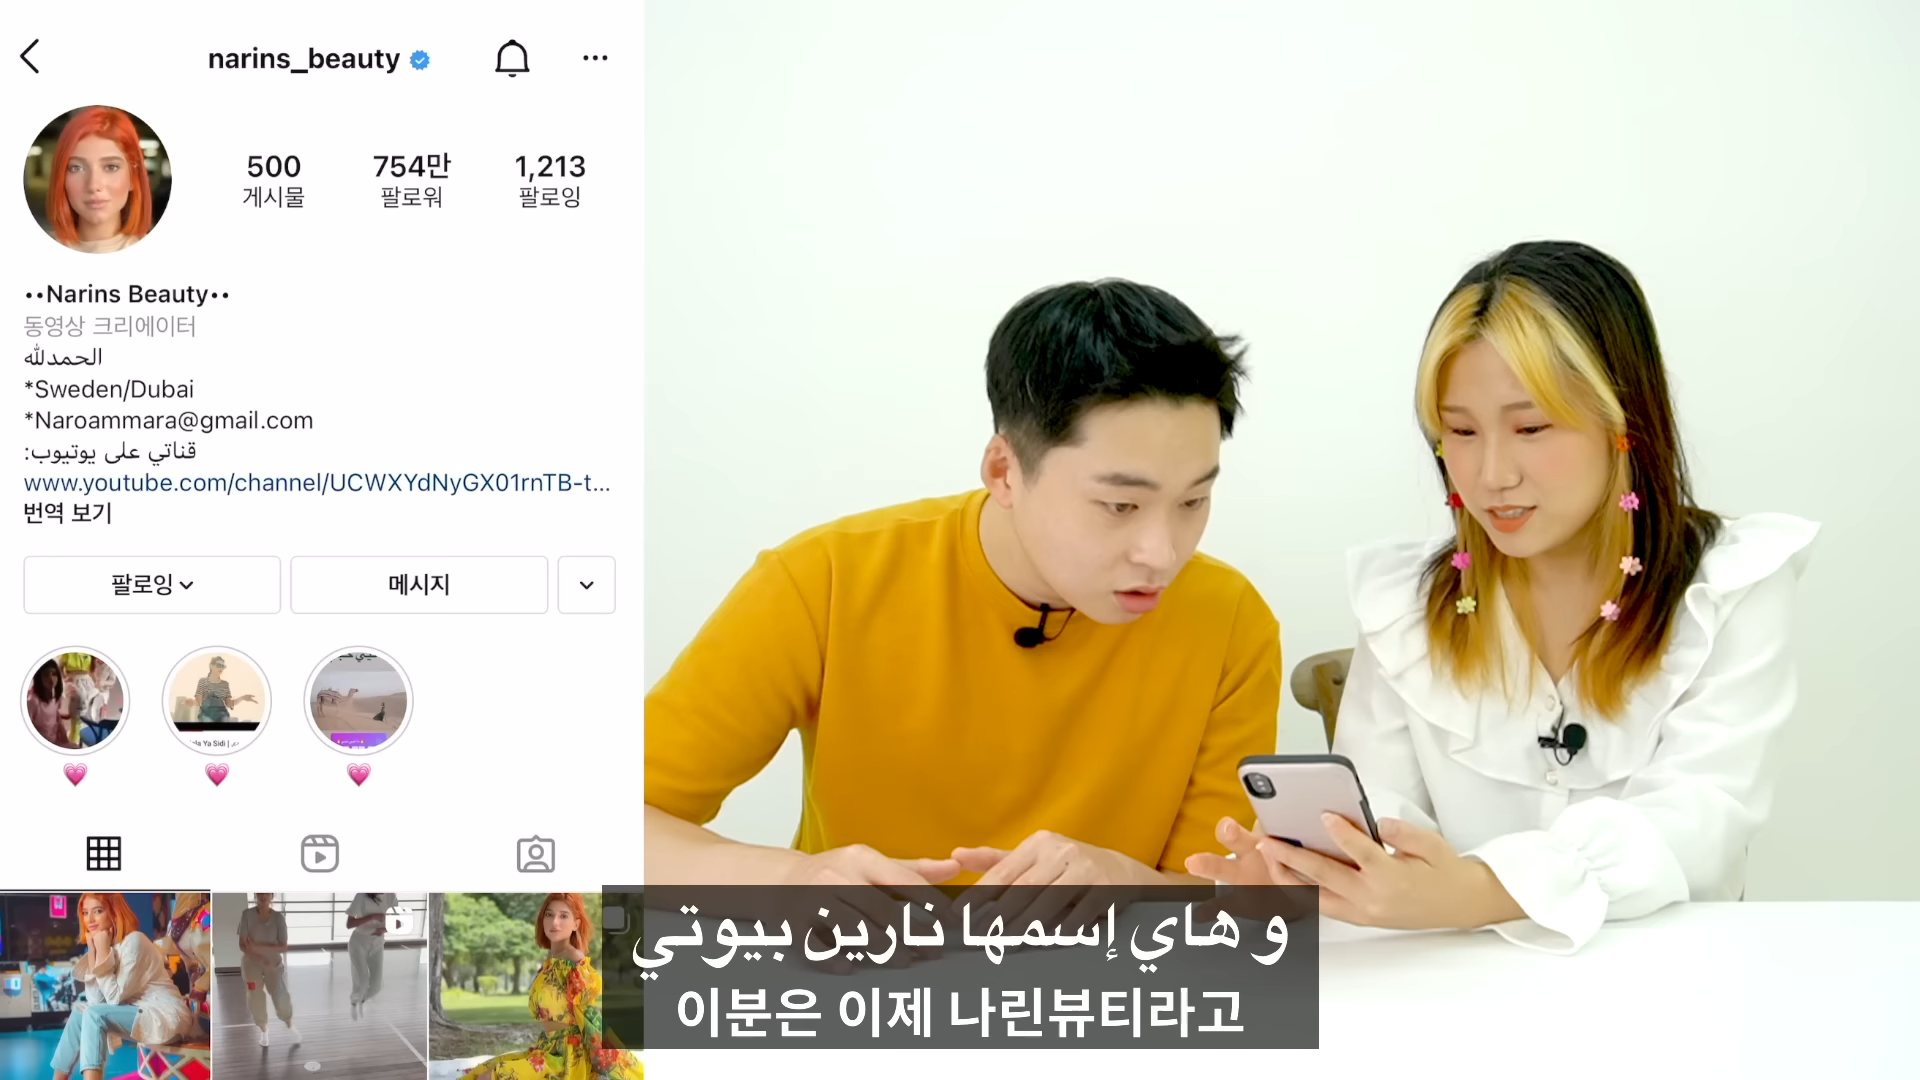 narins_beauty
500
754만
1,213
게시물
팔로워
팔로잉
••Narins Beauty••
동영상 크리에이터
الحمدلله
*Sweden/Dubai
*Naroammara@gmail.com
قناتي على يوتيوب:
www.youtube.com/channel/UCWXYdNyGX01rnTB-t...
번역 보기
팔로잉
메시지
Ya Sidi |
و هاي إسمها نارين بيوتي
이분은 이제 나린뷰티라고